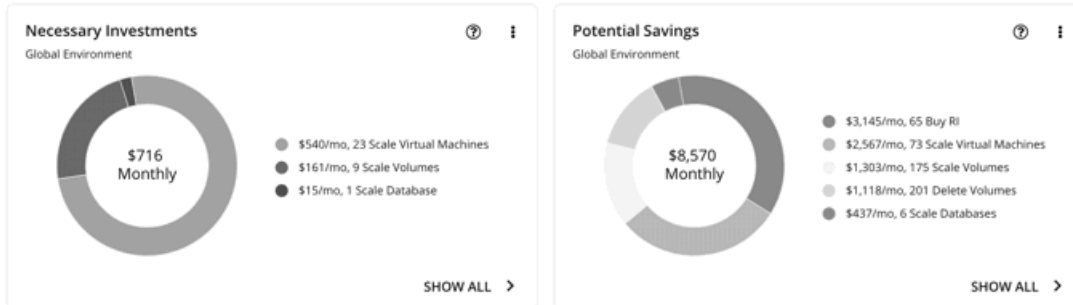 Necessary Investments
Global Environment
$716
Monthly
$540/mo, 23 Scale Virtual Machines
$161/mo, 9 Scale Volumes
$15/mo, 1 Scale Database
SHOW ALL
Potential Savings
Global Environment
$8,570
Monthly
$3,145/mo, 65 Buy RI
$2,567/mo, 73 Scale Virtual Machines
$1,303/mo, 175 Scale Volumes
$1,118/mo, 201 Delete Volumes
$437/mo, 6 Scale Databases
SHOW ALL